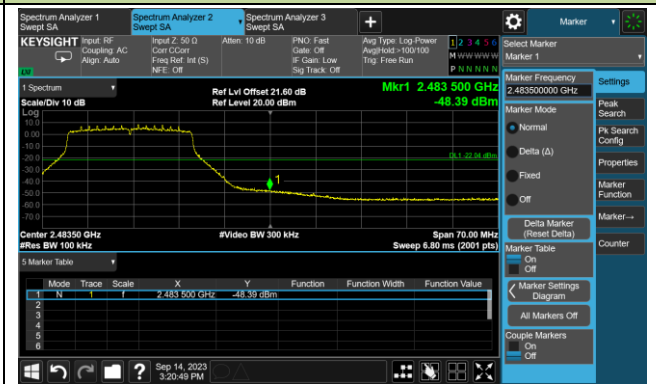 Spectrum Analyzer 1
Swept SA
Spectrum Analyzer 2
Swept SA
Spectrum Analyzer 3
Swept SA
+
Marker
KEYSIGHT
Input: RF
Coupling: AC
Align: Auto
Input Z: 50 Ω
Corr CCorr
Freq Ref: Int (S)
NFE: Off
Atten: 10 dB
PNO: Fast
Gate: Off
IF Gain: Low
Sig Track: Off
Avg Type: Log-Power
Avg|Hold:>100/100
Trig: Free Run
1 2 3 4 5 6
M W W W W W
P N N N N N
LXI
Select Marker
Marker 1
1 Spectrum
Scale/Div 10 dB
Ref Lvl Offset 21.60 dB
Ref Level 20.00 dBm
Mkr1 2.483 500 GHz
-48.39 dBm
Log
10.0
0.00
-10.0
-20.0
-30.0
-40.0
-50.0
-60.0
-70.0
DL1 -22.04 dBm
1
Center 2.48350 GHz
#Res BW 100 kHz
#Video BW 300 kHz
Span 70.00 MHz
Sweep 6.80 ms (2001 pts)
5 Marker Table
Mode Trace Scale X Y Function Function Width Function Value
1 N 1 f 2.483 500 GHz -48.39 dBm
2
3
4
5
6
Marker Frequency
2.483500000 GHz
Marker Mode
Normal
Delta (Δ)
Fixed
Off
Delta Marker
(Reset Delta)
Marker Table
On
Off
Marker Settings
Diagram
All Markers Off
Couple Markers
On
Off
Settings
Peak
Search
Pk Search
Config
Properties
Marker
Function
Marker→
Counter
?
Sep 14, 2023
3:20:49 PM